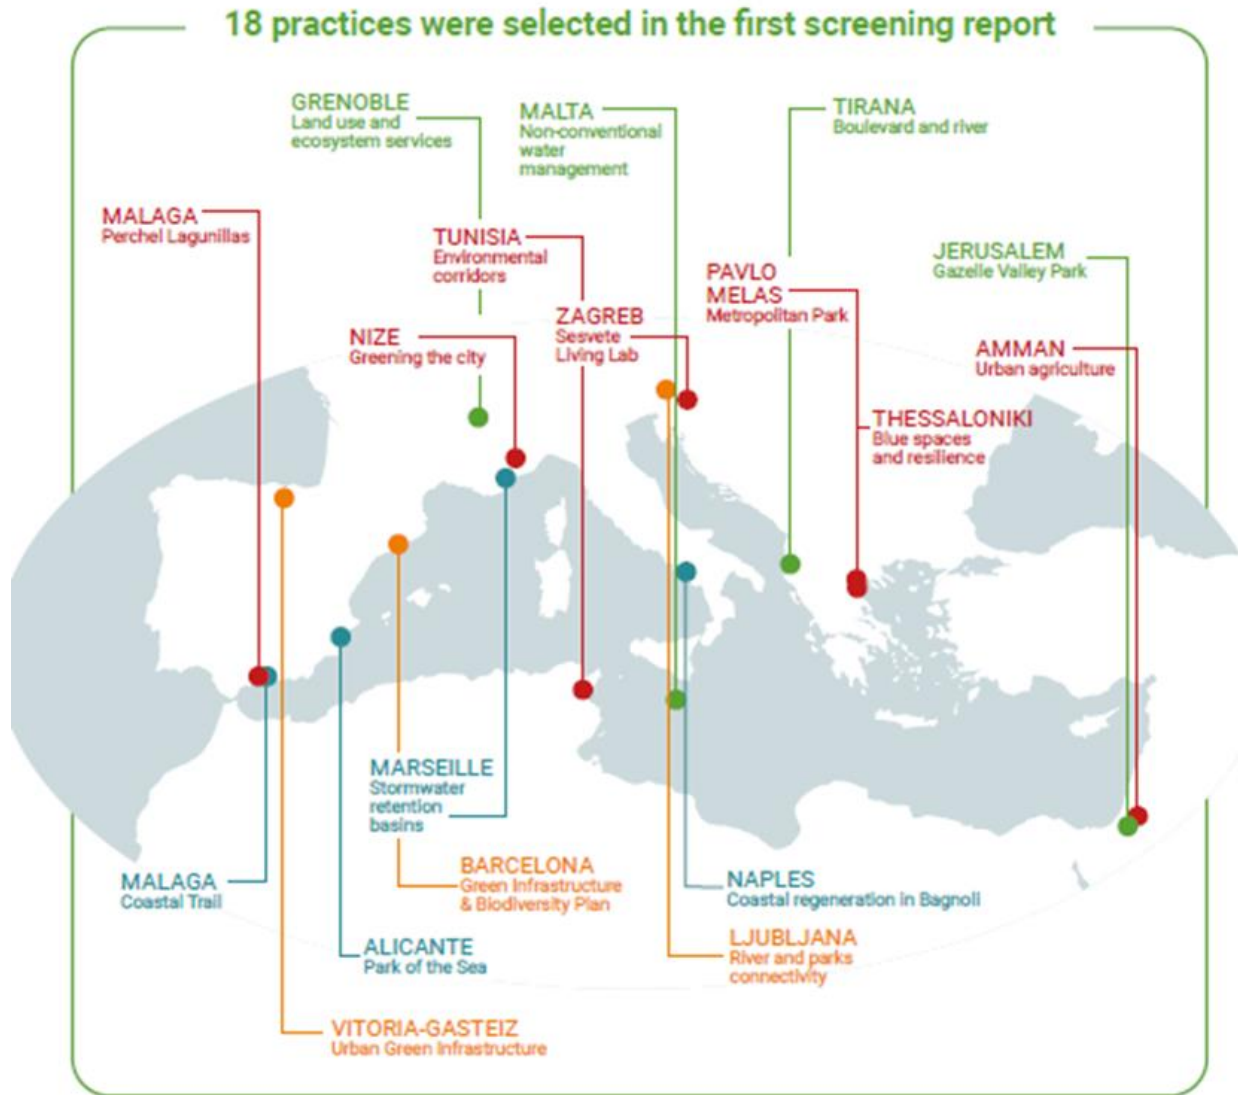 18 practices were selected in the first screening report
GRENOBLE
Land use and
ecosystem services
MALTA
Non-conventional
water
management
TIRANA
Boulevard and river
MALAGA
Perchel Lagunillas
TUNISIA
Environmental
corridors
JERUSALEM
Gazelle Valley Park
PAVLO
MELAS
Metropolitan Park
ZAGREB
Sesvete
Living Lab
NIZE
Greening the city
AMMAN
Urban agriculture
THESSALONIKI
Blue spaces
and resilience
MARSEILLE
Stormwater
retention
basins
BARCELONA
Green Infrastructure
& Biodiversity Plan
MALAGA
Coastal Trail
NAPLES
Coastal regeneration in Bagnoli
ALICANTE
Park of the Sea
LJUBLJANA
River and parks
connectivity
VITORIA-GASTEIZ
Urban Green Infrastructure